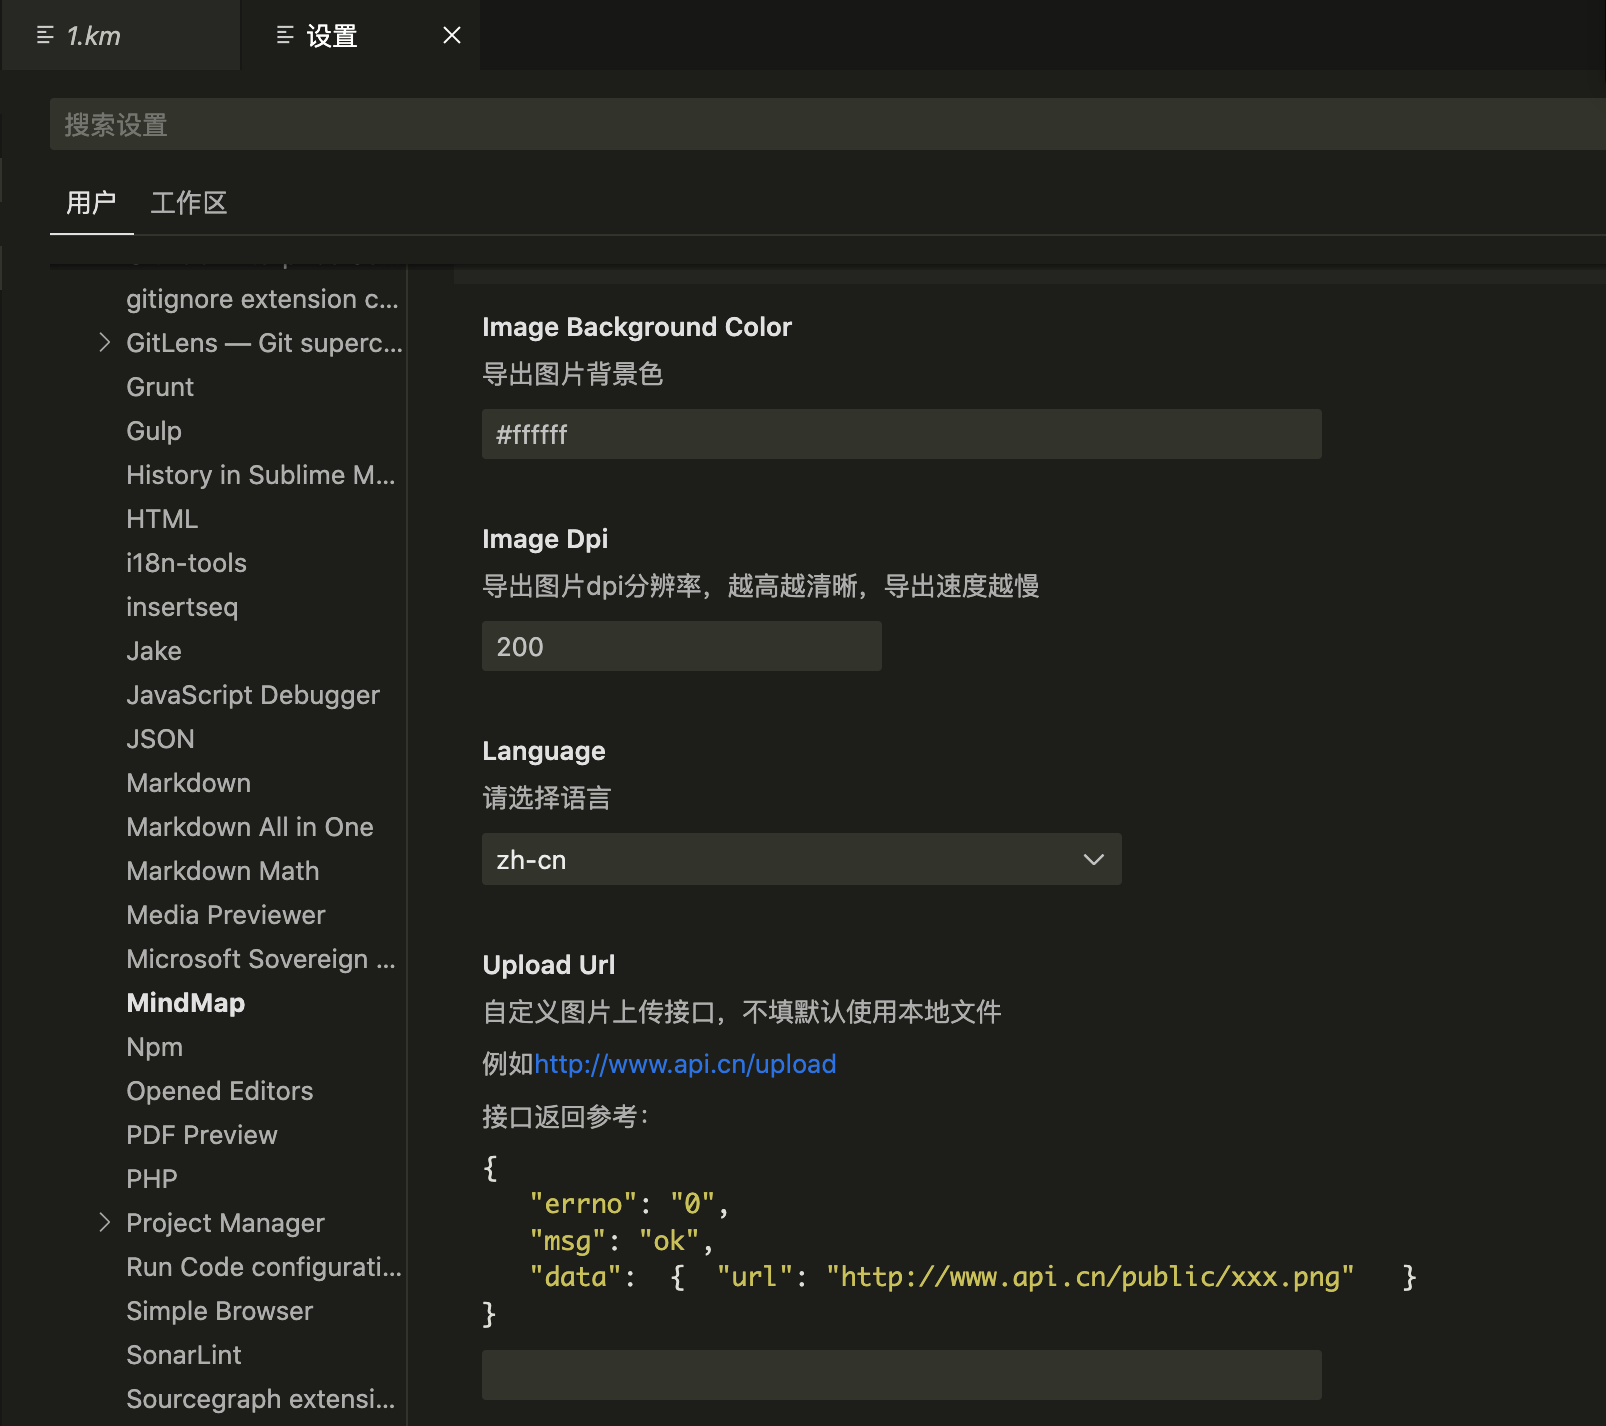 1.km
设置
搜索设置
用户 工作区
gitignore extension c...
GitLens — Git superc...
Grunt
Gulp
History in Sublime M...
HTML
i18n-tools
insertseq
Jake
JavaScript Debugger
JSON
Markdown
Markdown All in One
Markdown Math
Media Previewer
Microsoft Sovereign ...
MindMap
Npm
Opened Editors
PDF Preview
PHP
Project Manager
Run Code configurati...
Simple Browser
SonarLint
Sourcegraph extensi...
Image Background Color
导出图片背景色
#ffffff
Image Dpi
导出图片dpi分辨率，越高越清晰，导出速度越慢
200
Language
请选择语言
zh-cn
Upload Url
自定义图片上传接口，不填默认使用本地文件
例如http://www.api.cn/upload
接口返回参考：
{
"errno": "0",
"msg": "ok",
"data": { "url": "http://www.api.cn/public/xxx.png" }
}